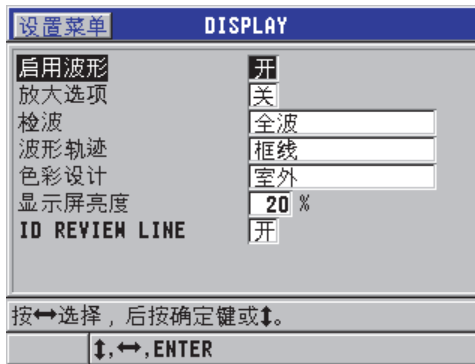 设置菜单 DISPLAY
启用波形 开
放大选项 关
检波 全波
波形轨迹 框线
色彩设计 室外
显示屏亮度 20 %
ID REVIEW LINE 开
按↔选择，后按确定键或↕。
↕,↔,ENTER